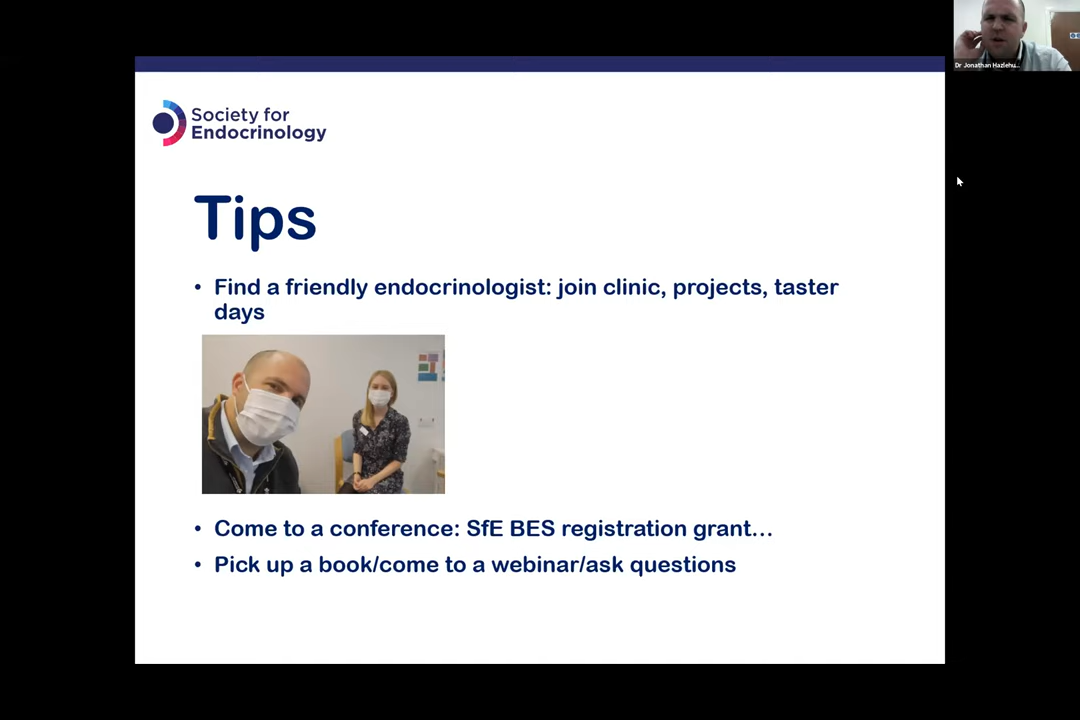 Dr Jonathan Hazlehu...
Society for
Endocrinology
Tips
• Find a friendly endocrinologist: join clinic, projects, taster
days
• Come to a conference: SfE BES registration grant…
• Pick up a book/come to a webinar/ask questions